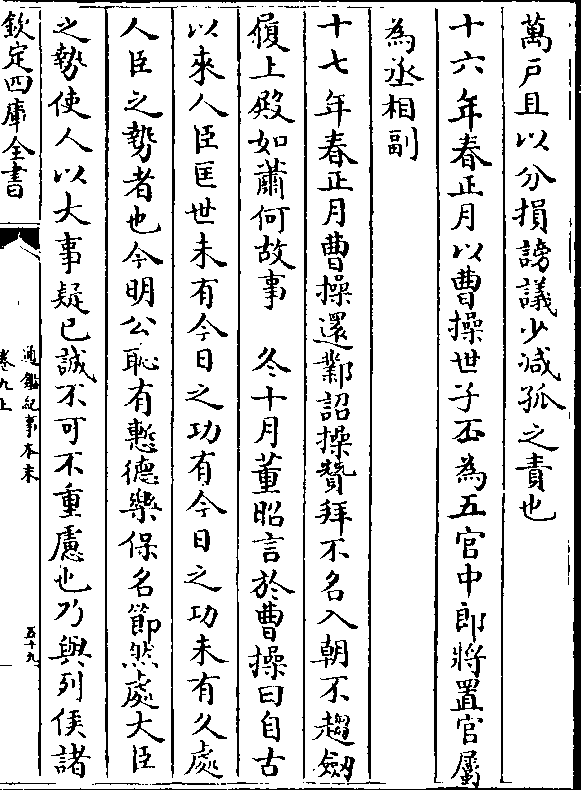 萬戸且以分損謗議少減孤之責也
十六年春正月以曹操世子丕為五官中郎將置官屬
為丞相副
十七年春正月曹操還鄴詔操贊拜不名入朝不趨劔
履上殿如蕭何故事　冬十月董昭言於曹操曰自古
以來人臣匡世未有今日之功有今日之功未有久處
人臣之勢者也今明公恥有慙德樂保名節然處大臣
之勢使人以大事疑已誠不可不重慮也乃與列侯諸
欽定四庫全書
通鑑紀事本末
卷九上
五十九